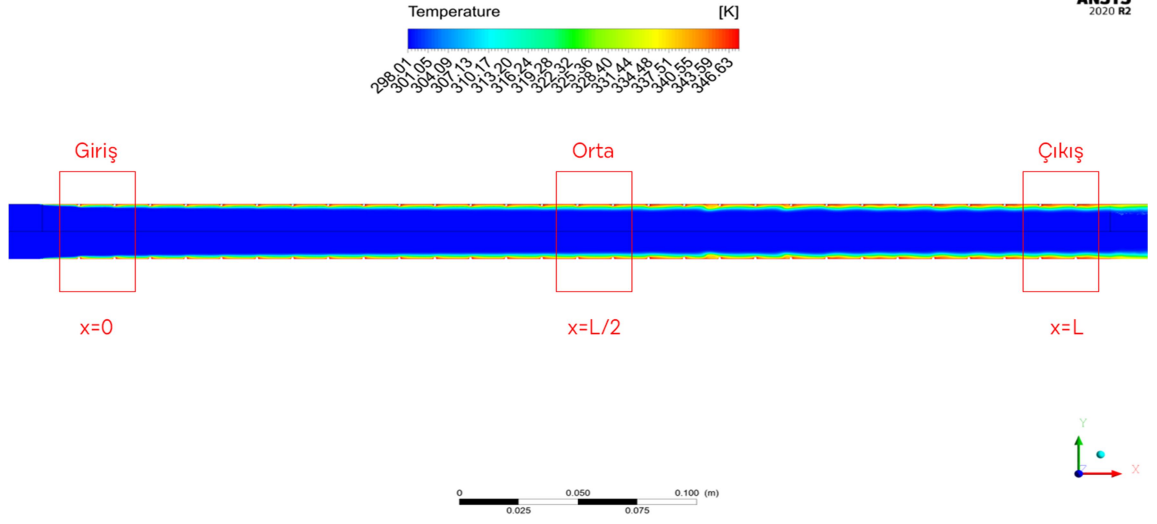 ANSYS
2020 R2
Temperature [K]
298.01 301.05 304.09 307.13 310.17 313.20 316.24 319.28 322.32 325.36 328.40 331.44 334.48 337.51 340.55 343.59 346.63
Giriş Orta Çıkış
x=0 x=L/2 x=L
Y
X
Z
0 0.050 0.100 (m)
0.025 0.075